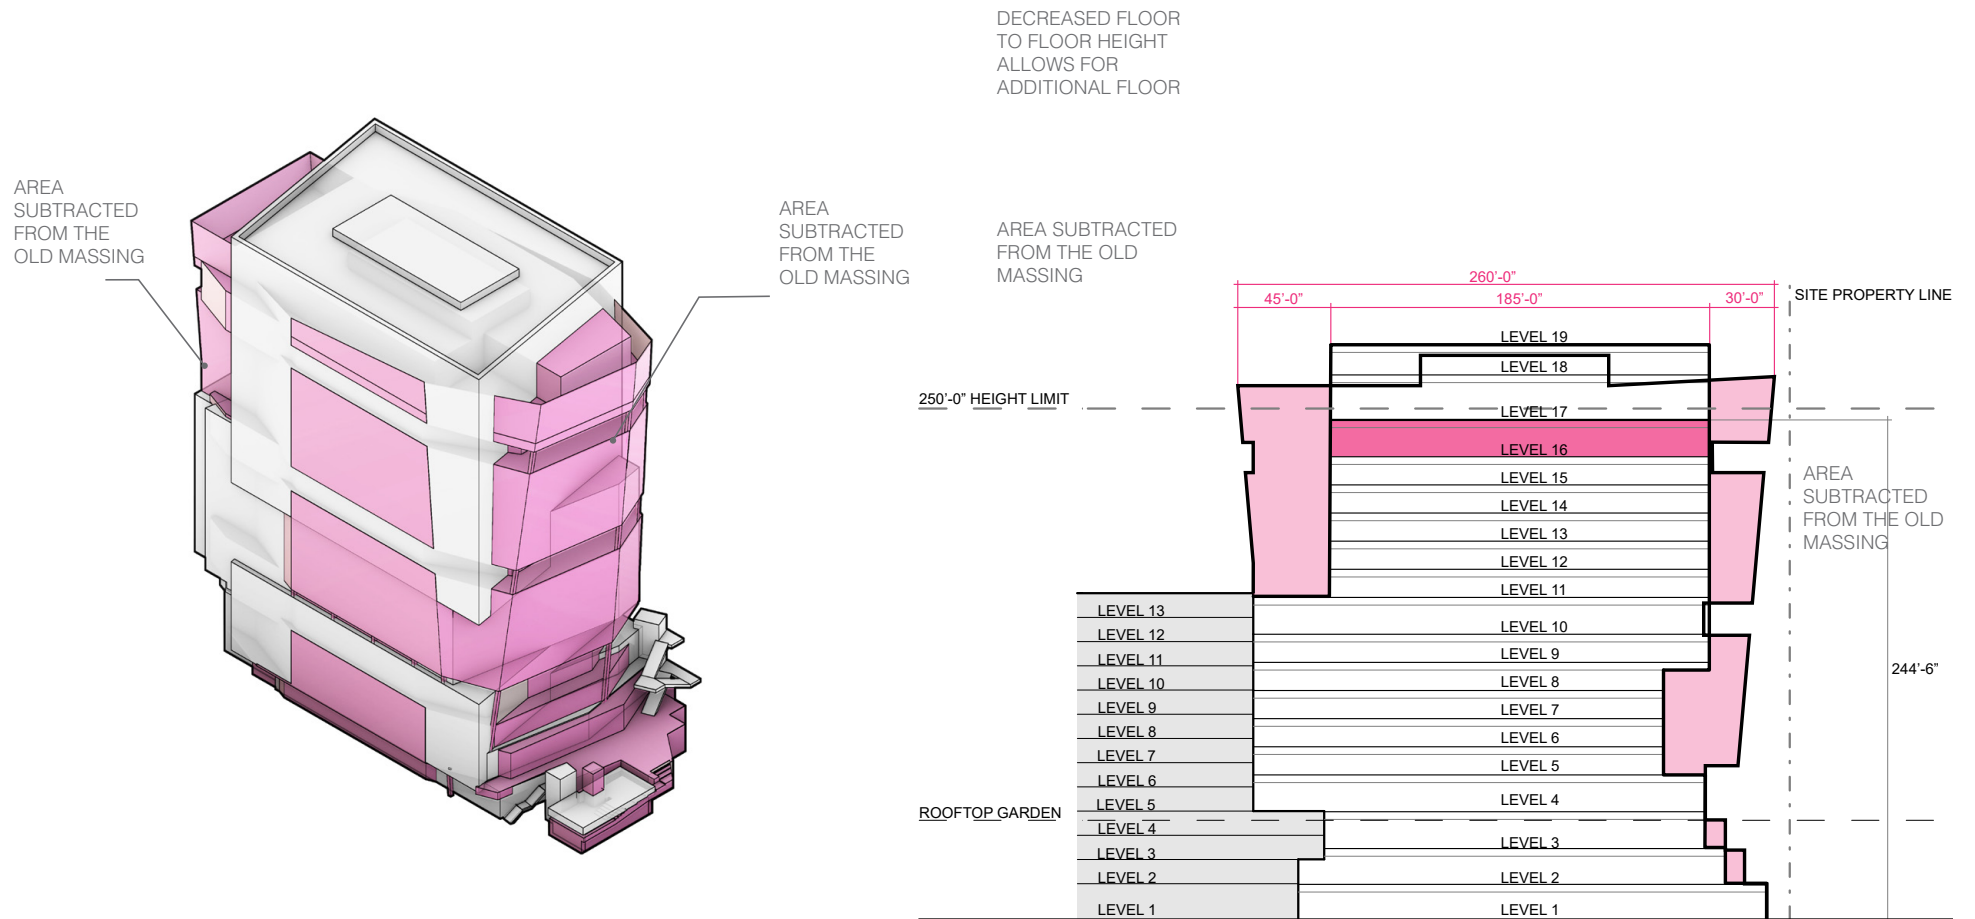 DECREASED FLOOR
TO FLOOR HEIGHT
ALLOWS FOR
ADDITIONAL FLOOR
AREA
SUBTRACTED
FROM THE
OLD MASSING
AREA
SUBTRACTED
FROM THE
OLD MASSING
AREA SUBTRACTED
FROM THE OLD
MASSING
260'-0"
45'-0"
185'-0"
30'-0"
SITE PROPERTY LINE
LEVEL 19
LEVEL 18
250'-0" HEIGHT LIMIT
LEVEL 17
LEVEL 16
LEVEL 15
LEVEL 14
LEVEL 13
LEVEL 12
LEVEL 11
LEVEL 10
LEVEL 9
LEVEL 8
LEVEL 7
LEVEL 6
LEVEL 5
LEVEL 4
LEVEL 3
LEVEL 2
LEVEL 1
AREA
SUBTRACTED
FROM THE OLD
MASSING
244'-6"
LEVEL 13
LEVEL 12
LEVEL 11
LEVEL 10
LEVEL 9
LEVEL 8
LEVEL 7
LEVEL 6
LEVEL 5
ROOFTOP GARDEN
LEVEL 4
LEVEL 3
LEVEL 2
LEVEL 1